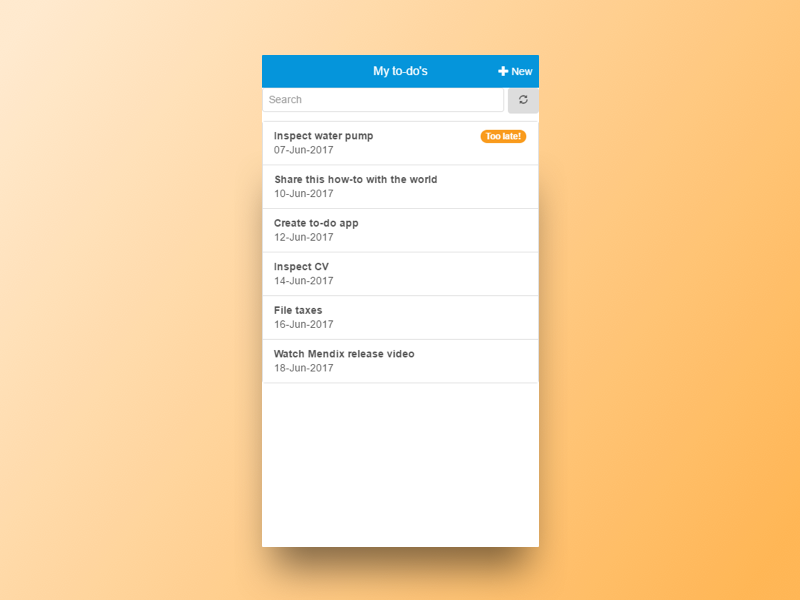 My to-do's
New
Search
Inspect water pump
Too late!
07-Jun-2017
Share this how-to with the world
10-Jun-2017
Create to-do app
12-Jun-2017
Inspect CV
14-Jun-2017
File taxes
16-Jun-2017
Watch Mendix release video
18-Jun-2017